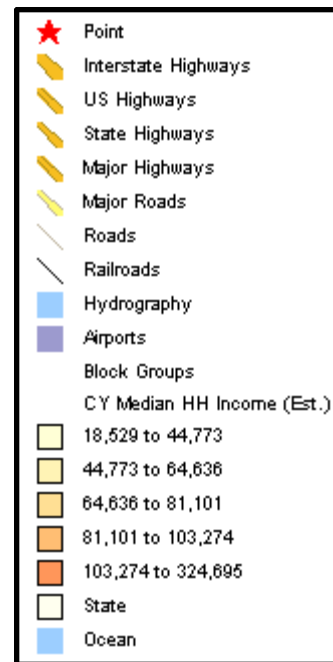 Point
Interstate Highways
US Highways
State Highways
Major Highways
Major Roads
Roads
Railroads
Hydrography
Airports
Block Groups
CY Median HH Income (Est.)
18,529 to 44,773
44,773 to 64,636
64,636 to 81,101
81,101 to 103,274
103,274 to 324,695
State
Ocean